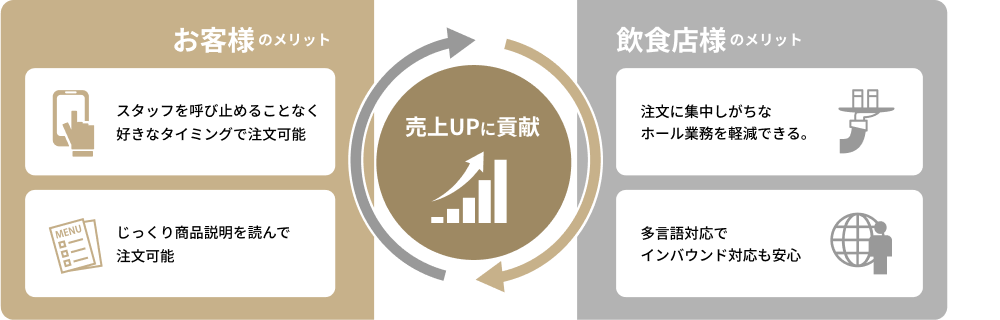 お客様のメリット
スタッフを呼び止めることなく
好きなタイミングで注文可能
MENU
じっくり商品説明を読んで
注文可能
売上UPに貢献
飲食店様のメリット
注文に集中しがちな
ホール業務を軽減できる。
多言語対応で
インバウンド対応も安心